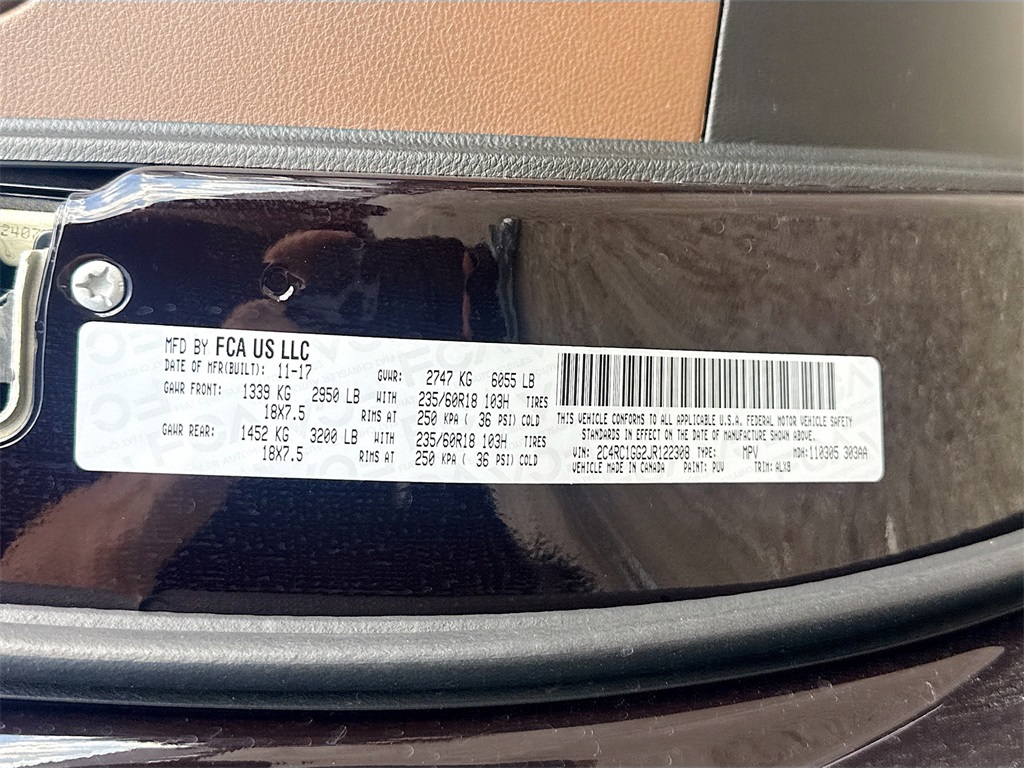 2407
MFD BY FCA US LLC
DATE OF MFR(BUILT): 11-17 GVWR: 2747 KG 6055 LB
GAWR FRONT: 1339 KG 2950 LB WITH 235/60R18 103H TIRES
18X7.5 RIMS AT 250 KPA ( 36 PSI) COLD
GAWR REAR: 1452 KG 3200 LB WITH 235/60R18 103H TIRES
18X7.5 RIMS AT 250 KPA ( 36 PSI) COLD
THIS VEHICLE CONFORMS TO ALL APPLICABLE U.S.A. FEDERAL MOTOR VEHICLE SAFETY
STANDARDS IN EFFECT ON THE DATE OF MANUFACTURE SHOWN ABOVE.
VIN: 2C4RC1GG2JR122308 TYPE: MPV MDH: 110305 303AA
VEHICLE MADE IN CANADA PAINT: PUV TRIM: ALX9